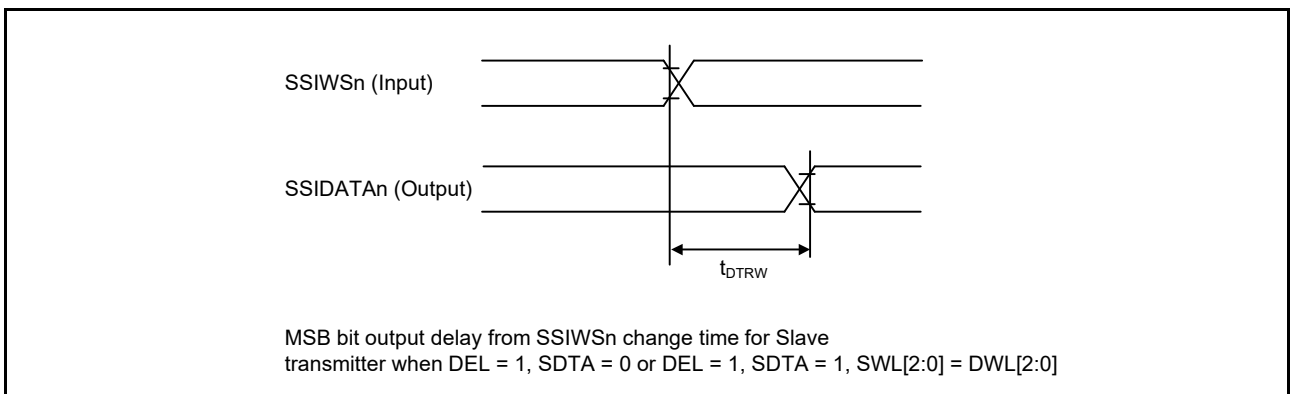 SSIWSn (Input)
SSIDATAn (Output)
tDTRW
MSB bit output delay from SSIWSn change time for Slave
transmitter when DEL = 1, SDTA = 0 or DEL = 1, SDTA = 1, SWL[2:0] = DWL[2:0]